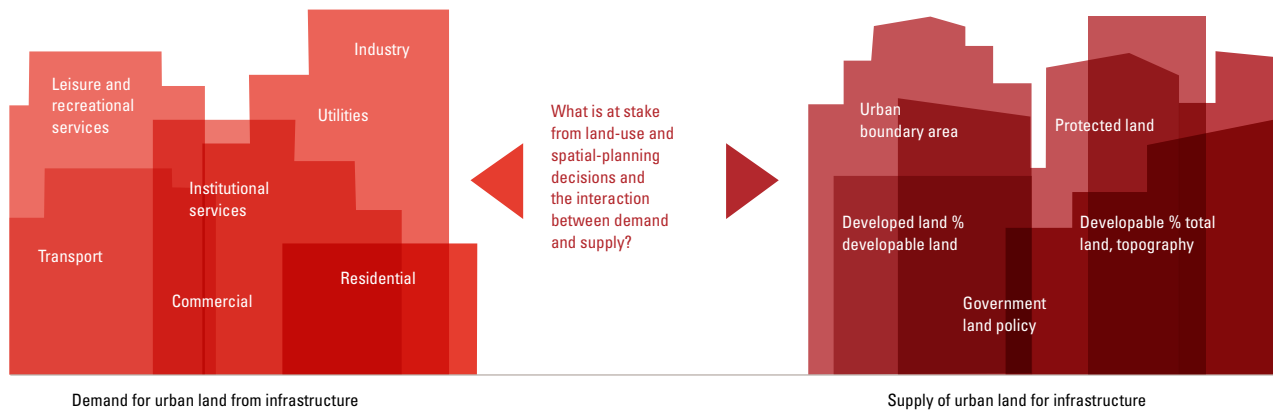 Industry
Leisure and
recreational
services
Utilities
Institutional
services
Transport
Residential
Commercial
What is at stake
from land-use and
spatial-planning
decisions and
the interaction
between demand
and supply?
Urban
boundary area
Protected land
Developed land %
developable land
Developable % total
land, topography
Government
land policy
Demand for urban land from infrastructure
Supply of urban land for infrastructure